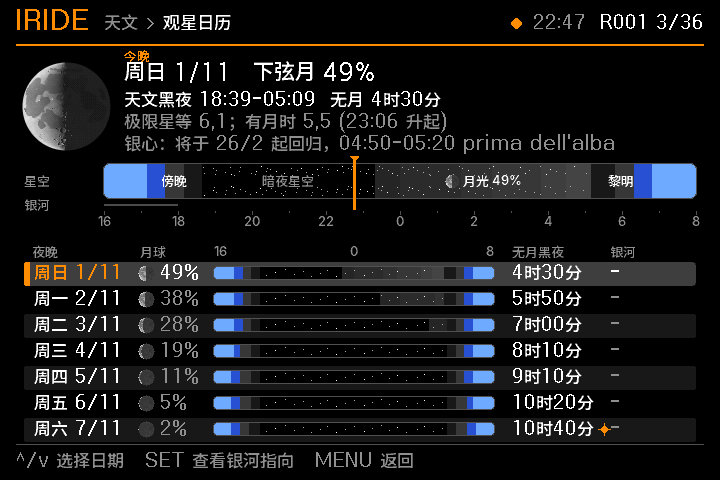 IRIDE 天文 > 观星日历 ◆ 22:47 R001 3/36
今晚
周日 1/11 下弦月 49%
天文黑夜 18:39-05:09 无月 4时30分
极限星等 6,1; 有月时 5,5 (23:06 升起)
银心: 将于 26/2 起回归, 04:50-05:20 prima dell'alba
星空 傍晚 暗夜星空 月光 49% 黎明
银河
16 18 20 22 0 2 4 6 8
夜晚 月球 16 0 8 无月黑夜 银河
周日 1/11 49% 4时30分 -
周一 2/11 38% 5时50分 -
周二 3/11 28% 7时00分 -
周三 4/11 19% 8时10分 -
周四 5/11 11% 9时10分 -
周五 6/11 5% 10时20分 -
周六 7/11 2% 10时40分 -
^/v 选择日期 SET 查看银河指向 MENU 返回